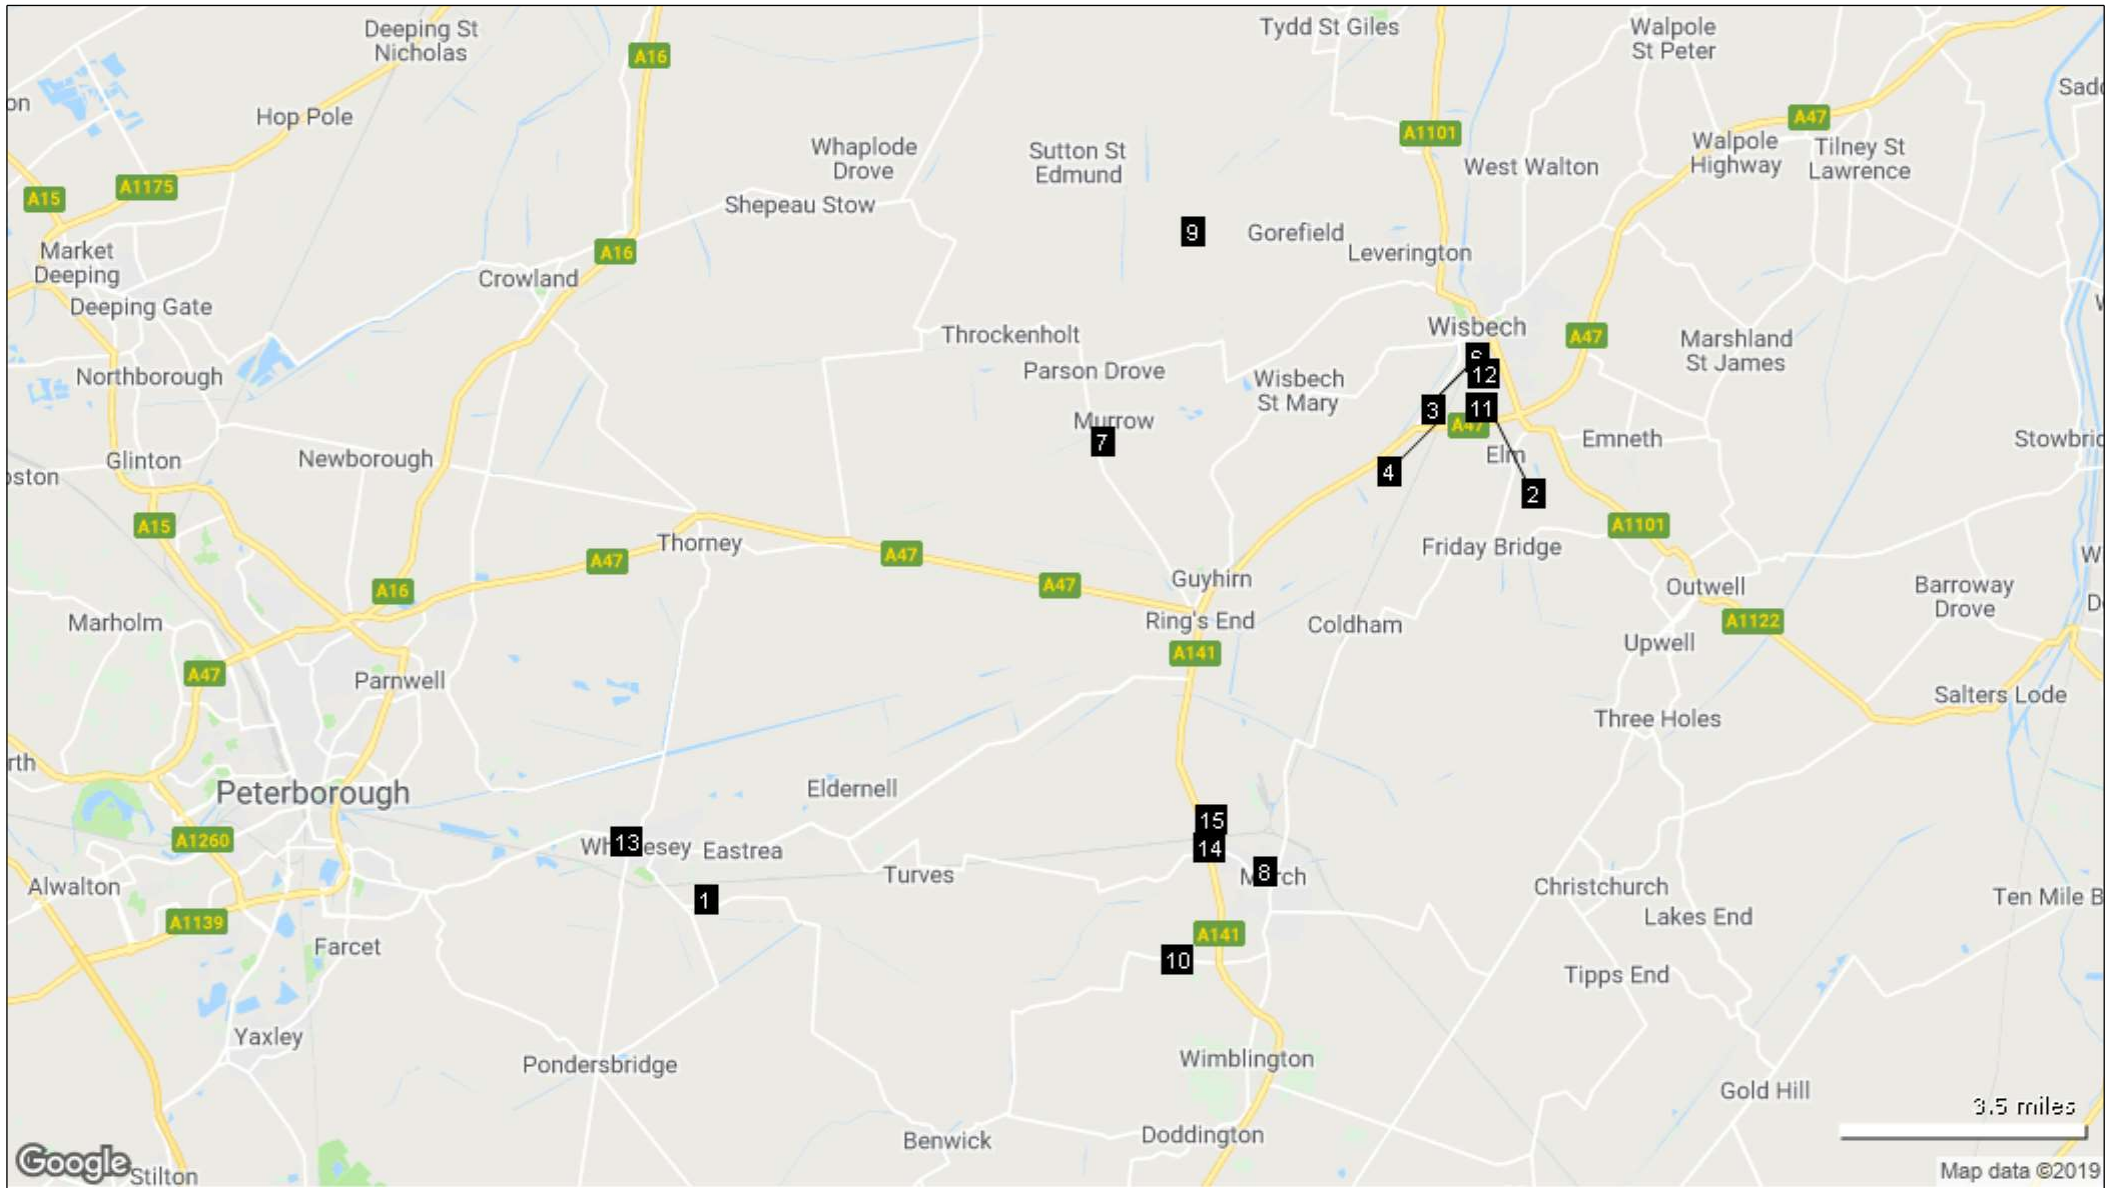 Deeping St
Nicholas
A16
Tydd St Giles
Walpole
St Peter
Hop Pole
A1101
A47
Whaplode
Drove
Sutton St
Edmund
West Walton
Walpole
Highway
Tilney St
Lawrence
A15
A1175
Shepeau Stow
9
Gorefield
Leverington
Market
Deeping
A16
Crowland
Deeping Gate
Throckenholt
Wisbech
A47
Marshland
St James
Northborough
Parson Drove
Wisbech
St Mary
12
3
11
A47
Murrow
7
Emneth
Glinton
Newborough
Elm
4
2
A15
A1101
Thorney
A47
A47
Friday Bridge
A16
A47
Guyhirn
Outwell
Barroway
Drove
Marholm
Ring's End
Coldham
A1122
Upwell
A141
A47
Parnwell
Salters Lode
Three Holes
Peterborough
Eldernell
15
A1260
13
Eastrea
14
8
Turves
Alwalton
1
Christchurch
Ten Mile B
A1139
Lakes End
Farcet
A141
10
Tipps End
Yaxley
Pondersbridge
Wimblington
Gold Hill
3.5 miles
Benwick
Doddington
Google
Stilton
Map data ©2019